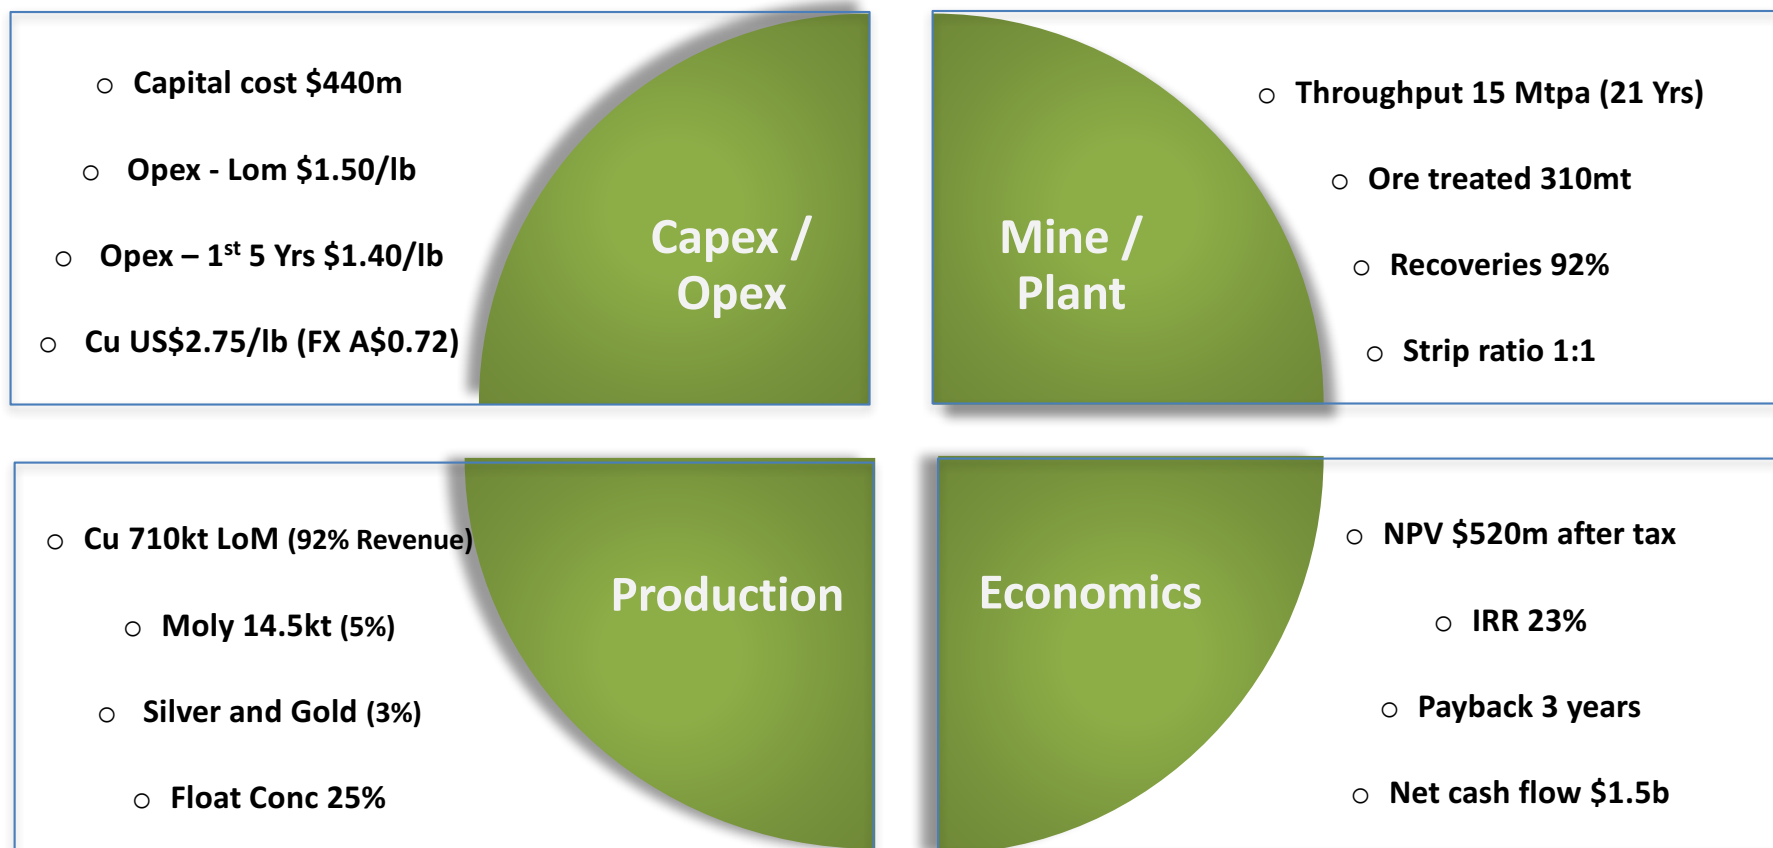 Capital cost $440m
Opex - Lom $1.50/lb
Opex – 1st 5 Yrs $1.40/lb
Cu US$2.75/lb (FX A$0.72)
Capex /
Opex
Mine /
Plant
Throughput 15 Mtpa (21 Yrs)
Ore treated 310mt
Recoveries 92%
Strip ratio 1:1
Cu 710kt LoM (92% Revenue)
Moly 14.5kt (5%)
Silver and Gold (3%)
Float Conc 25%
Production
Economics
NPV $520m after tax
IRR 23%
Payback 3 years
Net cash flow $1.5b